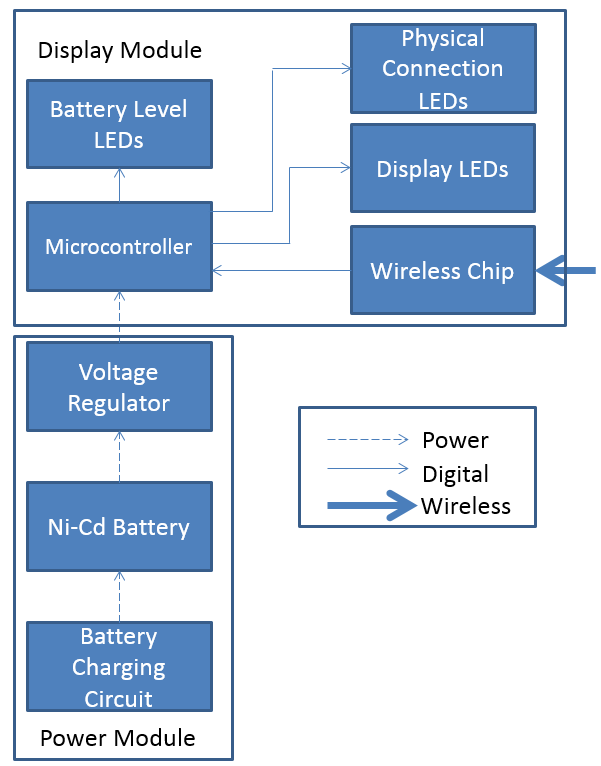 Display Module
Physical
Connection
LEDs
Battery Level
LEDs
Display LEDs
Microcontroller
Wireless Chip
Voltage
Regulator
Power
Digital
Wireless
Ni-Cd Battery
Battery
Charging
Circuit
Power Module